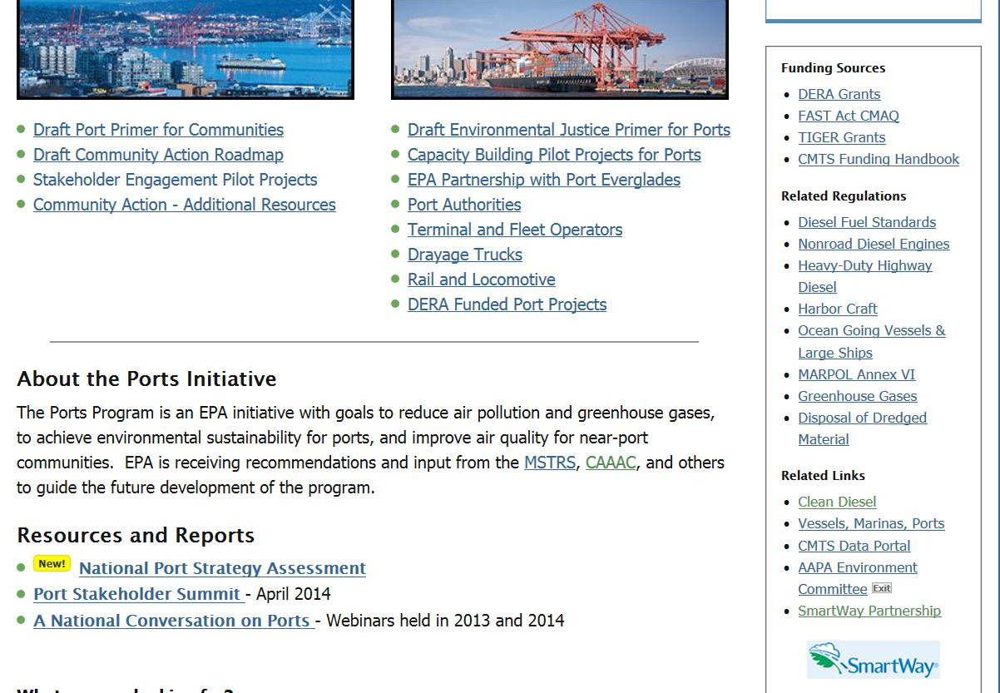 Draft Port Primer for Communities
Draft Community Action Roadmap
Stakeholder Engagement Pilot Projects
Community Action - Additional Resources
Draft Environmental Justice Primer for Ports
Capacity Building Pilot Projects for Ports
EPA Partnership with Port Everglades
Port Authorities
Terminal and Fleet Operators
Drayage Trucks
Rail and Locomotive
DERA Funded Port Projects
About the Ports Initiative
The Ports Program is an EPA initiative with goals to reduce air pollution and greenhouse gases,
to achieve environmental sustainability for ports, and improve air quality for near-port
communities. EPA is receiving recommendations and input from the MSTRS, CAAAC, and others
to guide the future development of the program.
Resources and Reports
New! National Port Strategy Assessment
Port Stakeholder Summit - April 2014
A National Conversation on Ports - Webinars held in 2013 and 2014
Funding Sources
DERA Grants
FAST Act CMAQ
TIGER Grants
CMTS Funding Handbook
Related Regulations
Diesel Fuel Standards
Nonroad Diesel Engines
Heavy-Duty Highway
Diesel
Harbor Craft
Ocean Going Vessels &
Large Ships
MARPOL Annex VI
Greenhouse Gases
Disposal of Dredged
Material
Related Links
Clean Diesel
Vessels, Marinas, Ports
CMTS Data Portal
AAPA Environment
Committee Exit
SmartWay Partnership
SmartWay